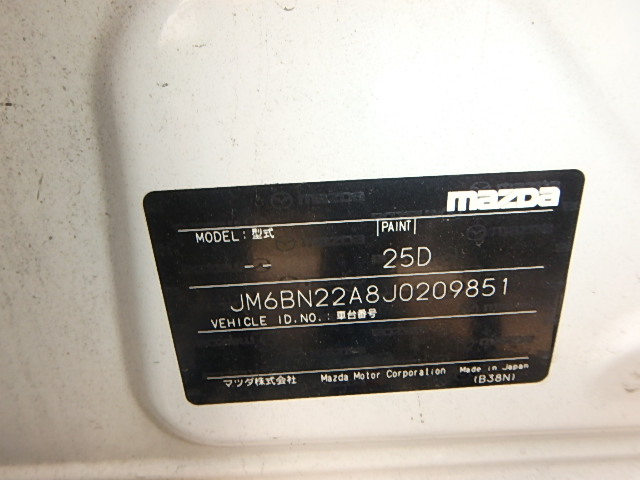 mazda
MODEL: 型式 PAINT
-- 25D
JM6BN22A8J0209851
VEHICLE ID.NO.: 車台番号
マツダ株式会社 Mazda Motor Corporation Made in Japan
(B38N)